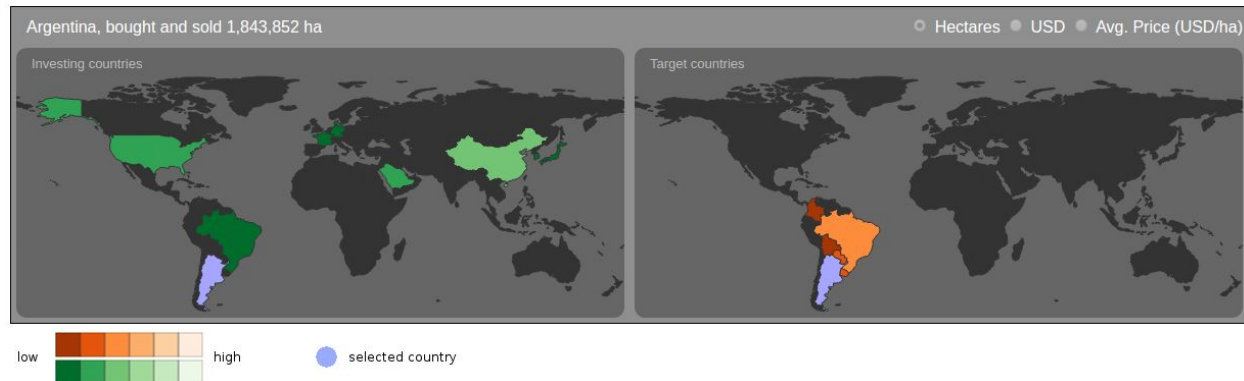 Argentina, bought and sold 1,843,852 ha
Hectares USD Avg. Price (USD/ha)
Investing countries
Target countries
low high selected country